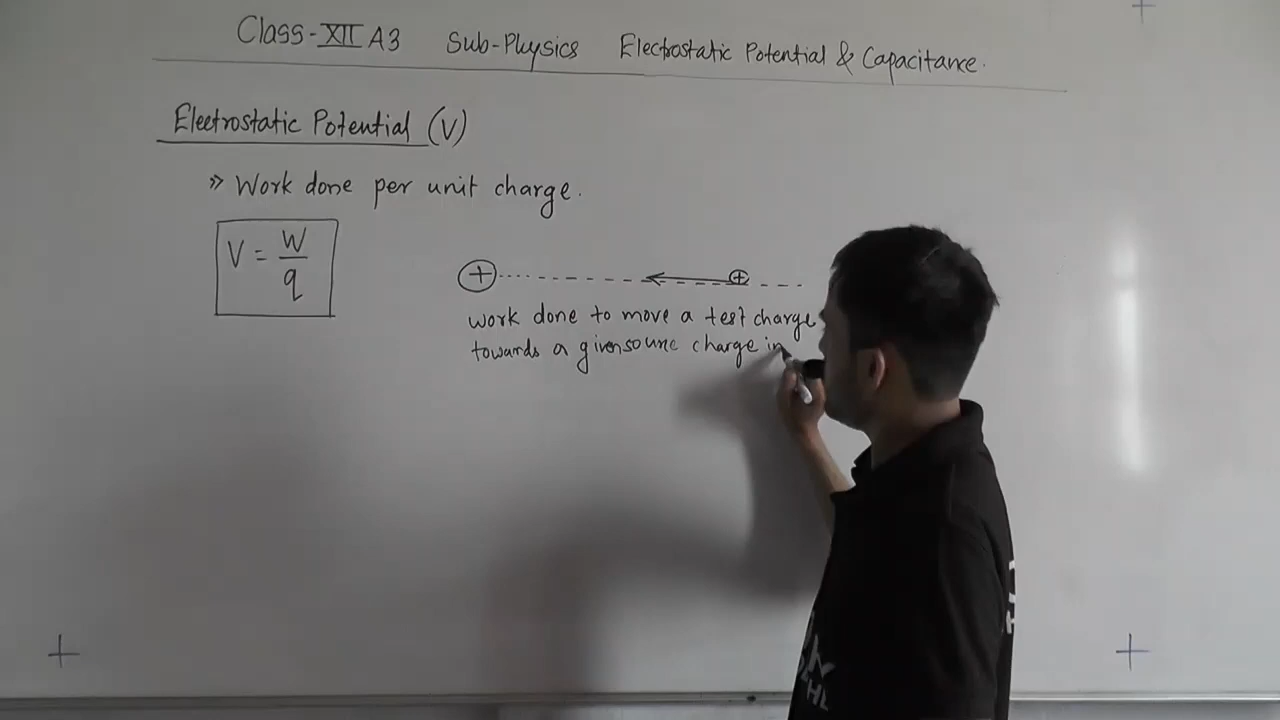 Class-XII A3 Sub-Physics Electrostatic Potential & Capacitance.
Electrostatic Potential (V)
» Work done per unit charge.
V = W/q
+ +
work done to move a test charge
towards a given source charge in